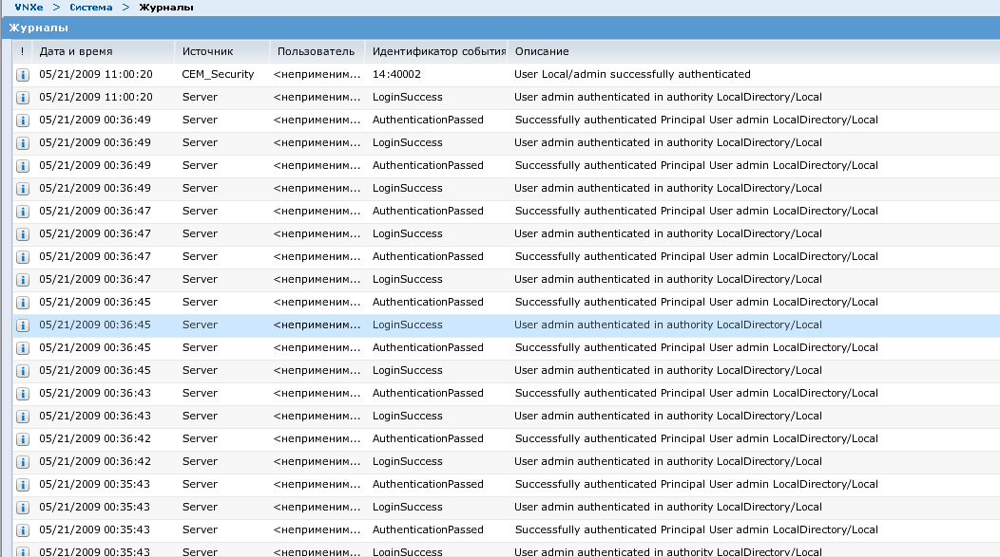 VNXe > Система > Журналы
Журналы
! Дата и время Источник Пользователь Идентификатор события Описание
05/21/2009 11:00:20 CEM_Security <неприменим... 14:40002 User Local/admin successfully authenticated
05/21/2009 11:00:20 Server <неприменим... LoginSuccess User admin authenticated in authority LocalDirectory/Local
05/21/2009 00:36:49 Server <неприменим... AuthenticationPassed Successfully authenticated Principal User admin LocalDirectory/Local
05/21/2009 00:36:49 Server <неприменим... LoginSuccess User admin authenticated in authority LocalDirectory/Local
05/21/2009 00:36:49 Server <неприменим... AuthenticationPassed Successfully authenticated Principal User admin LocalDirectory/Local
05/21/2009 00:36:49 Server <неприменим... LoginSuccess User admin authenticated in authority LocalDirectory/Local
05/21/2009 00:36:47 Server <неприменим... AuthenticationPassed Successfully authenticated Principal User admin LocalDirectory/Local
05/21/2009 00:36:47 Server <неприменим... LoginSuccess User admin authenticated in authority LocalDirectory/Local
05/21/2009 00:36:47 Server <неприменим... AuthenticationPassed Successfully authenticated Principal User admin LocalDirectory/Local
05/21/2009 00:36:47 Server <неприменим... LoginSuccess User admin authenticated in authority LocalDirectory/Local
05/21/2009 00:36:45 Server <неприменим... AuthenticationPassed Successfully authenticated Principal User admin LocalDirectory/Local
05/21/2009 00:36:45 Server <неприменим... LoginSuccess User admin authenticated in authority LocalDirectory/Local
05/21/2009 00:36:45 Server <неприменим... AuthenticationPassed Successfully authenticated Principal User admin LocalDirectory/Local
05/21/2009 00:36:45 Server <неприменим... LoginSuccess User admin authenticated in authority LocalDirectory/Local
05/21/2009 00:36:43 Server <неприменим... AuthenticationPassed Successfully authenticated Principal User admin LocalDirectory/Local
05/21/2009 00:36:43 Server <неприменим... LoginSuccess User admin authenticated in authority LocalDirectory/Local
05/21/2009 00:36:42 Server <неприменим... AuthenticationPassed Successfully authenticated Principal User admin LocalDirectory/Local
05/21/2009 00:36:42 Server <неприменим... LoginSuccess User admin authenticated in authority LocalDirectory/Local
05/21/2009 00:35:43 Server <неприменим... AuthenticationPassed Successfully authenticated Principal User admin LocalDirectory/Local
05/21/2009 00:35:43 Server <неприменим... LoginSuccess User admin authenticated in authority LocalDirectory/Local
05/21/2009 00:35:43 Server <неприменим... AuthenticationPassed Successfully authenticated Principal User admin LocalDirectory/Local
05/21/2009 00:35:43 Server <неприменим... LoginSuccess User admin authenticated in authority LocalDirectory/Local